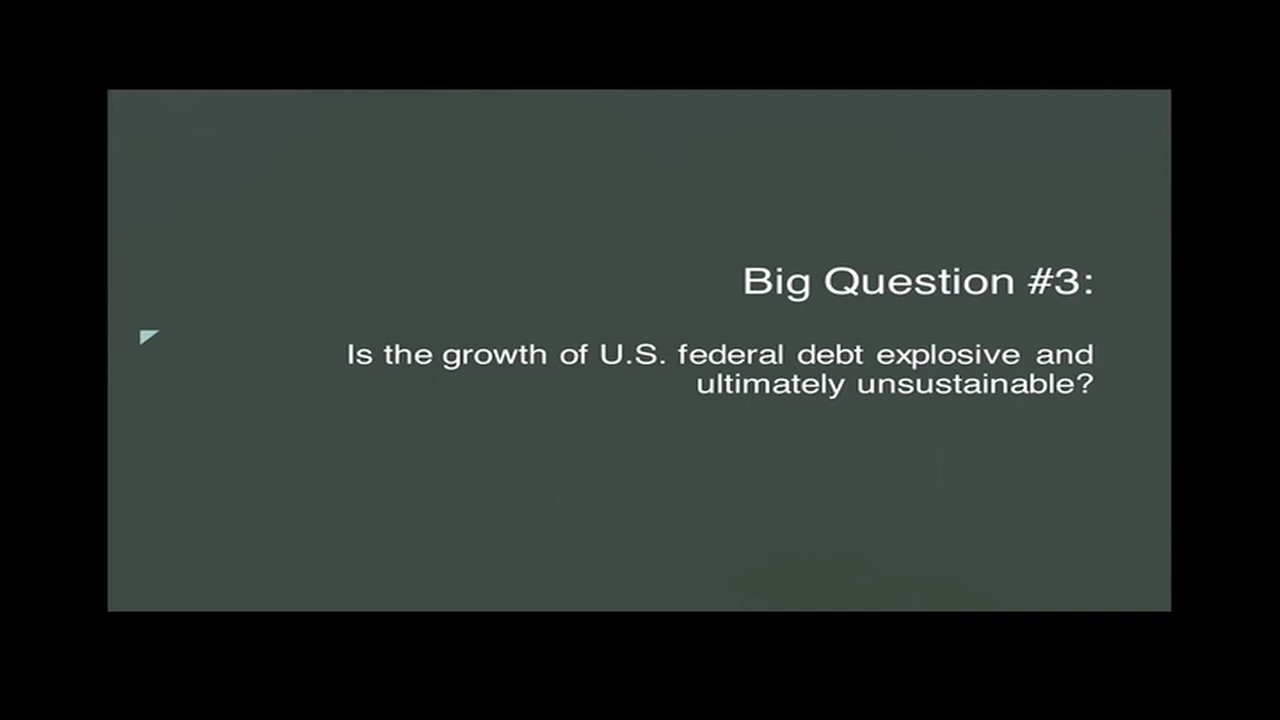 Big Question #3:
Is the growth of U.S. federal debt explosive and
ultimately unsustainable?